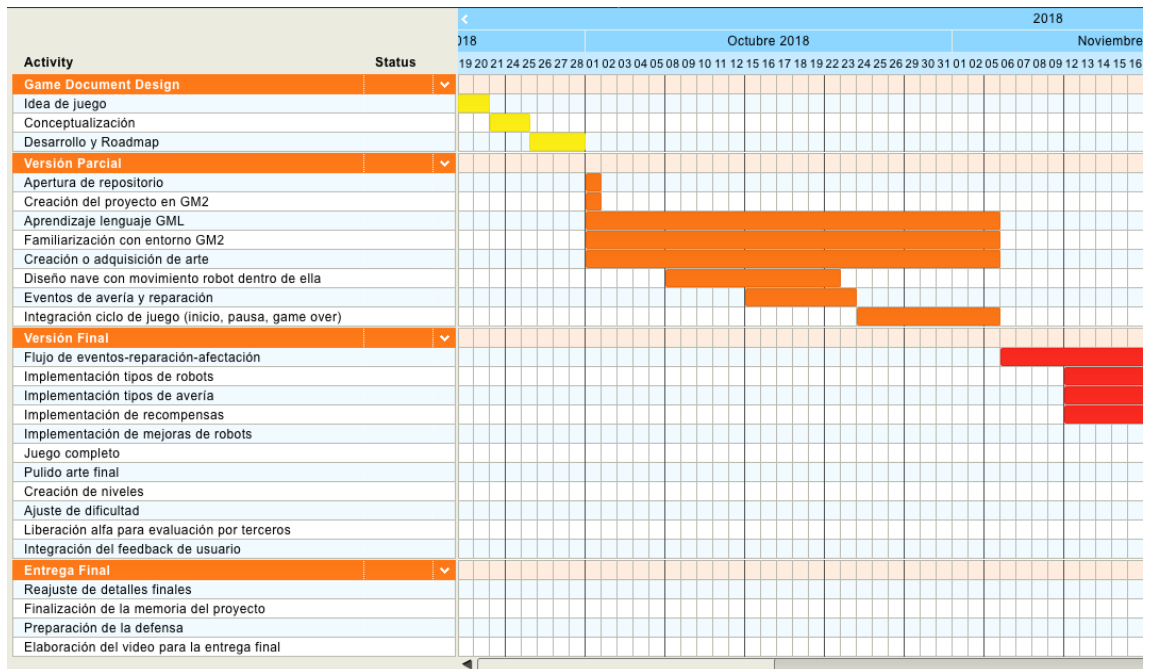 2018
018 Octubre 2018 Noviembre
Activity Status 19 20 21 24 25 26 27 28 01 02 03 04 05 08 09 10 11 12 15 16 17 18 19 22 23 24 25 26 29 30 31 01 02 05 06 07 08 09 12 13 14 15 16
Game Document Design
Idea de juego
Conceptualización
Desarrollo y Roadmap
Versión Parcial
Apertura de repositorio
Creación del proyecto en GM2
Aprendizaje lenguaje GML
Familiarización con entorno GM2
Creación o adquisición de arte
Diseño nave con movimiento robot dentro de ella
Eventos de avería y reparación
Integración ciclo de juego (inicio, pausa, game over)
Versión Final
Flujo de eventos-reparación-afectación
Implementación tipos de robots
Implementación tipos de avería
Implementación de recompensas
Implementación de mejoras de robots
Juego completo
Pulido arte final
Creación de niveles
Ajuste de dificultad
Liberación alfa para evaluación por terceros
Integración del feedback de usuario
Entrega Final
Reajuste de detalles finales
Finalización de la memoria del proyecto
Preparación de la defensa
Elaboración del video para la entrega final